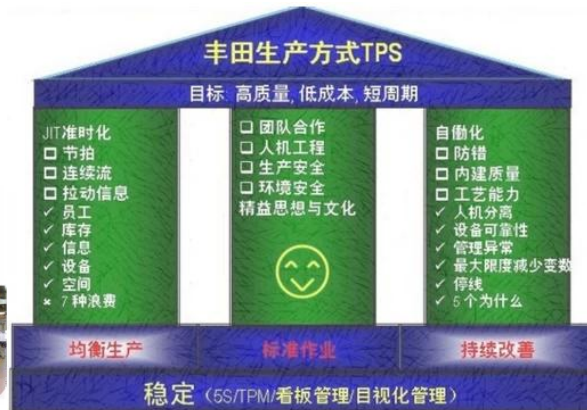 丰田生产方式TPS
目标: 高质量, 低成本, 短周期
JIT准时化
□ 节拍
□ 连续流
□ 拉动信息
✓ 员工
✓ 库存
✓ 信息
✓ 设备
✓ 空间
× 7 种浪费
□ 团队合作
□ 人机工程
□ 生产安全
□ 环境安全
精益思想与文化
自働化
□ 防错
□ 内建质量
□ 工艺能力
✓ 人机分离
✓ 设备可靠性
✓ 管理异常
✓ 最大限度减少变数
✓ 停线
✓ 5 个为什么
均衡生产
标准作业
持续改善
稳定（5S/TPM/看板管理/目视化管理）